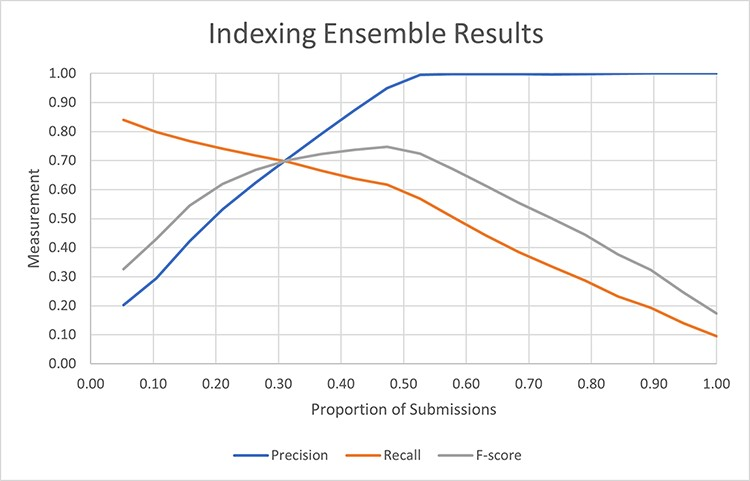 Indexing Ensemble Results
1.00
0.90
0.80
0.70
0.60
0.50
0.40
0.30
0.20
0.10
0.00
Measurement
0.00 0.10 0.20 0.30 0.40 0.50 0.60 0.70 0.80 0.90 1.00
Proportion of Submissions
Precision Recall F-score